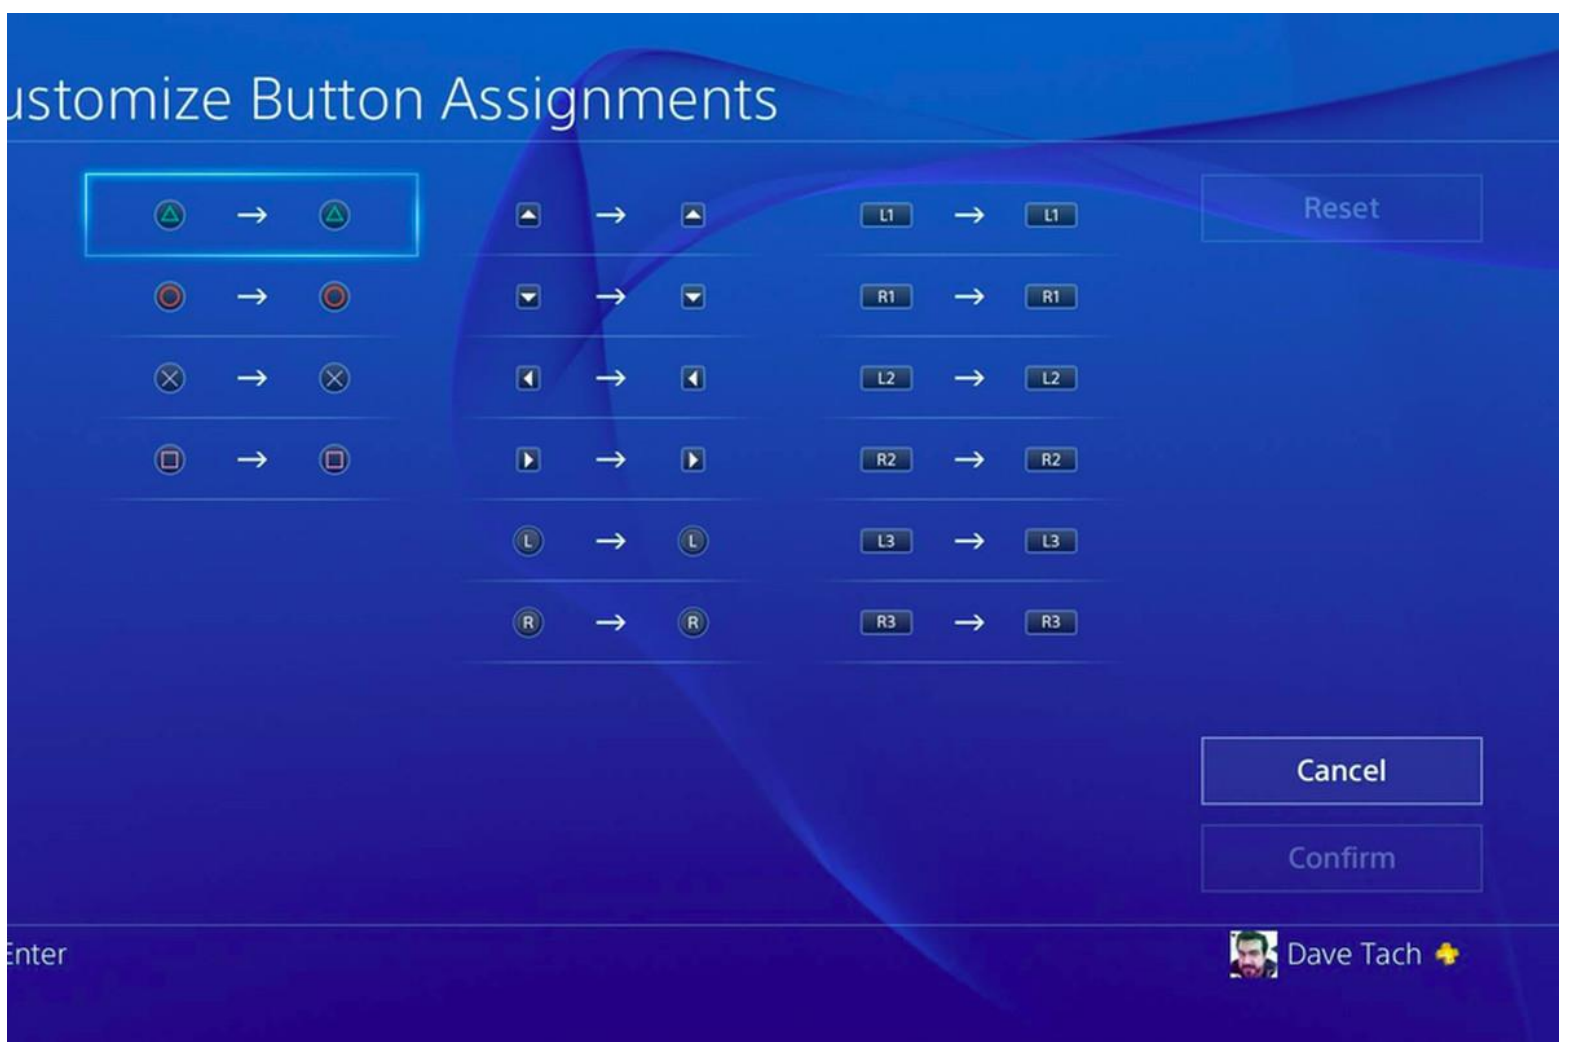 ustomize Button Assignments
L1 → L1
Reset
R1 → R1
L2 → L2
R2 → R2
L → L
L3 → L3
R → R
R3 → R3
Cancel
Confirm
Enter
Dave Tach